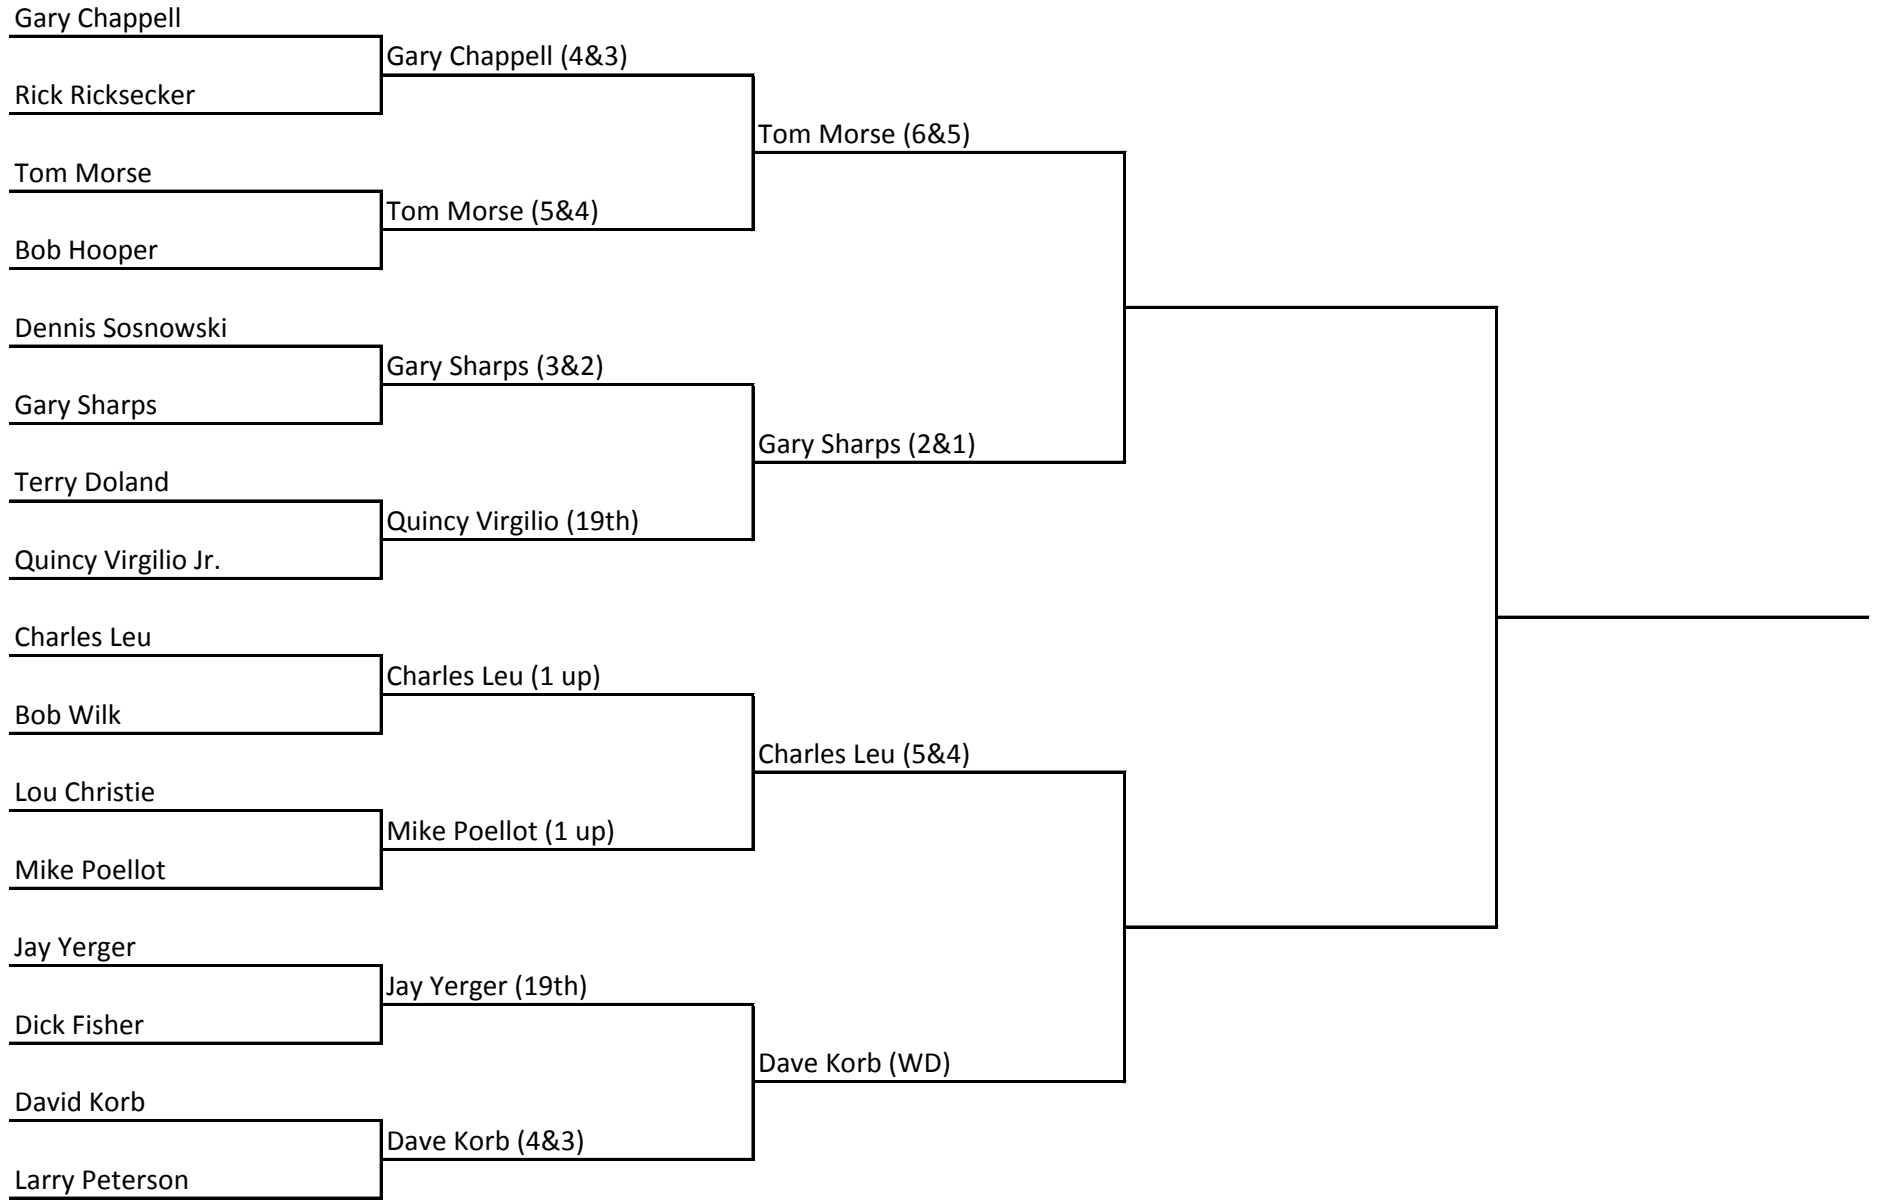 Gary Chappell
Gary Chappell (4&3)
Rick Ricksecker
Tom Morse (6&5)
Tom Morse
Tom Morse (5&4)
Bob Hooper
Dennis Sosnowski
Gary Sharps (3&2)
Gary Sharps
Gary Sharps (2&1)
Terry Doland
Quincy Virgilio (19th)
Quincy Virgilio Jr.
Charles Leu
Charles Leu (1 up)
Bob Wilk
Charles Leu (5&4)
Lou Christie
Mike Poellot (1 up)
Mike Poellot
Jay Yerger
Jay Yerger (19th)
Dick Fisher
Dave Korb (WD)
David Korb
Dave Korb (4&3)
Larry Peterson